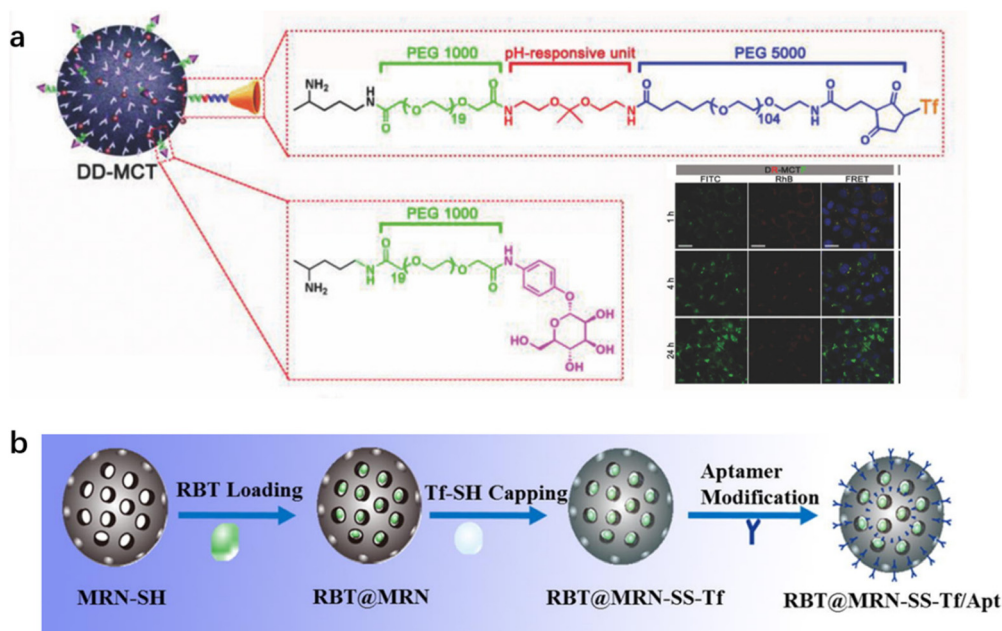 a
PEG 1000
pH-responsive unit
PEG 5000
NH2
N
H
O
O
19
O
O
N
H
O
O
N
H
O
O
104
O
H
N
O
O
O
Tf
DD-MCT
DR-MCT
FITC
RhB
FRET
1 h
4 h
24 h
PEG 1000
NH2
H
N
O
19
O
O
O
H
N
O
O
HO
OH
OH
OH
b
RBT Loading
Tf-SH Capping
Aptamer
Modification
MRN-SH
RBT@MRN
RBT@MRN-SS-Tf
RBT@MRN-SS-Tf/Apt